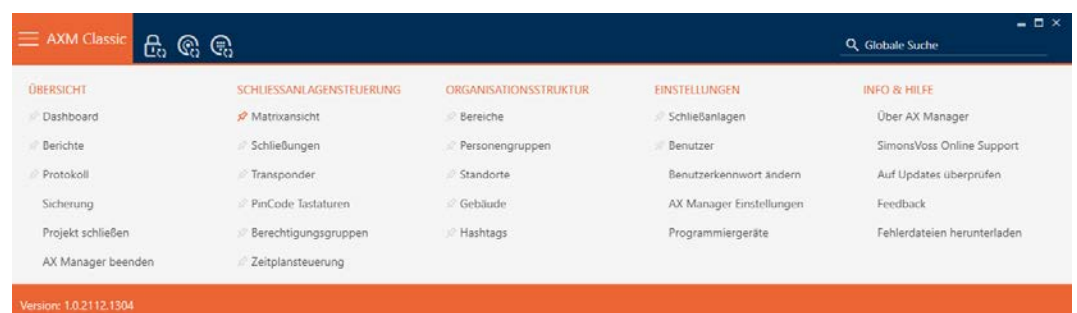 AXM Classic
Globale Suche
ÜBERSICHT
Dashboard
Berichte
Protokoll
Sicherung
Projekt schließen
AX Manager beenden
SCHLIESSANLAGENSTEUERUNG
Matrixansicht
Schließungen
Transponder
PinCode Tastaturen
Berechtigungsgruppen
Zeitplansteuerung
ORGANISATIONSSTRUKTUR
Bereiche
Personengruppen
Standorte
Gebäude
Hashtags
EINSTELLUNGEN
Schließanlagen
Benutzer
Benutzerkennwort ändern
AX Manager Einstellungen
Programmiergeräte
INFO & HILFE
Über AX Manager
SimonsVoss Online Support
Auf Updates überprüfen
Feedback
Fehlerdateien herunterladen
Version: 1.0.2112.1304